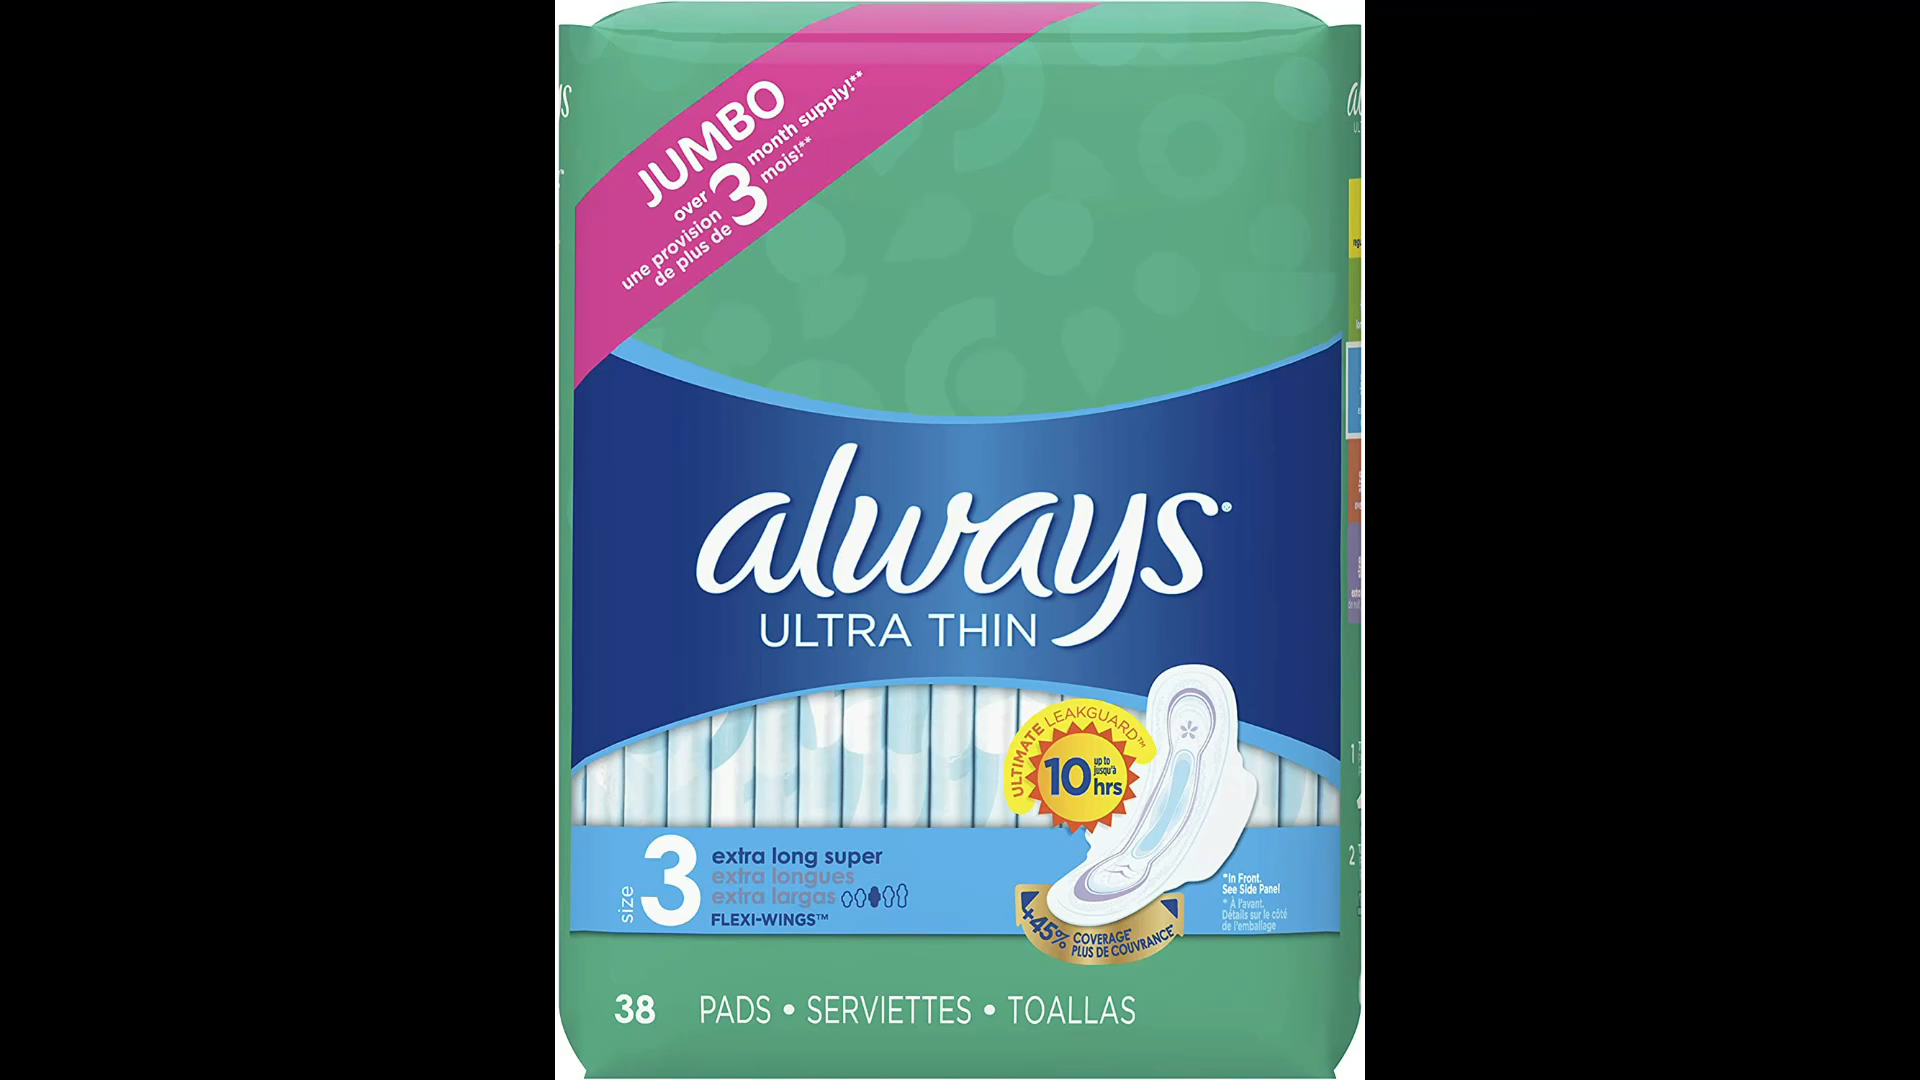 JUMBO
over 3 month supply!**
une provision
de plus de 3 mois!**
always®
ULTRA THIN
ULTIMATE LEAKGUARD™
10 up to
jusqu'à
hrs
size 3
extra long super
extra longues
extra largas
FLEXI-WINGS™
+45% COVERAGE*
PLUS DE COUVRANCE*
*In Front.
See Side Panel
* À l'avant.
Détails sur le côté
de l'emballage
38 PADS • SERVIETTES • TOALLAS